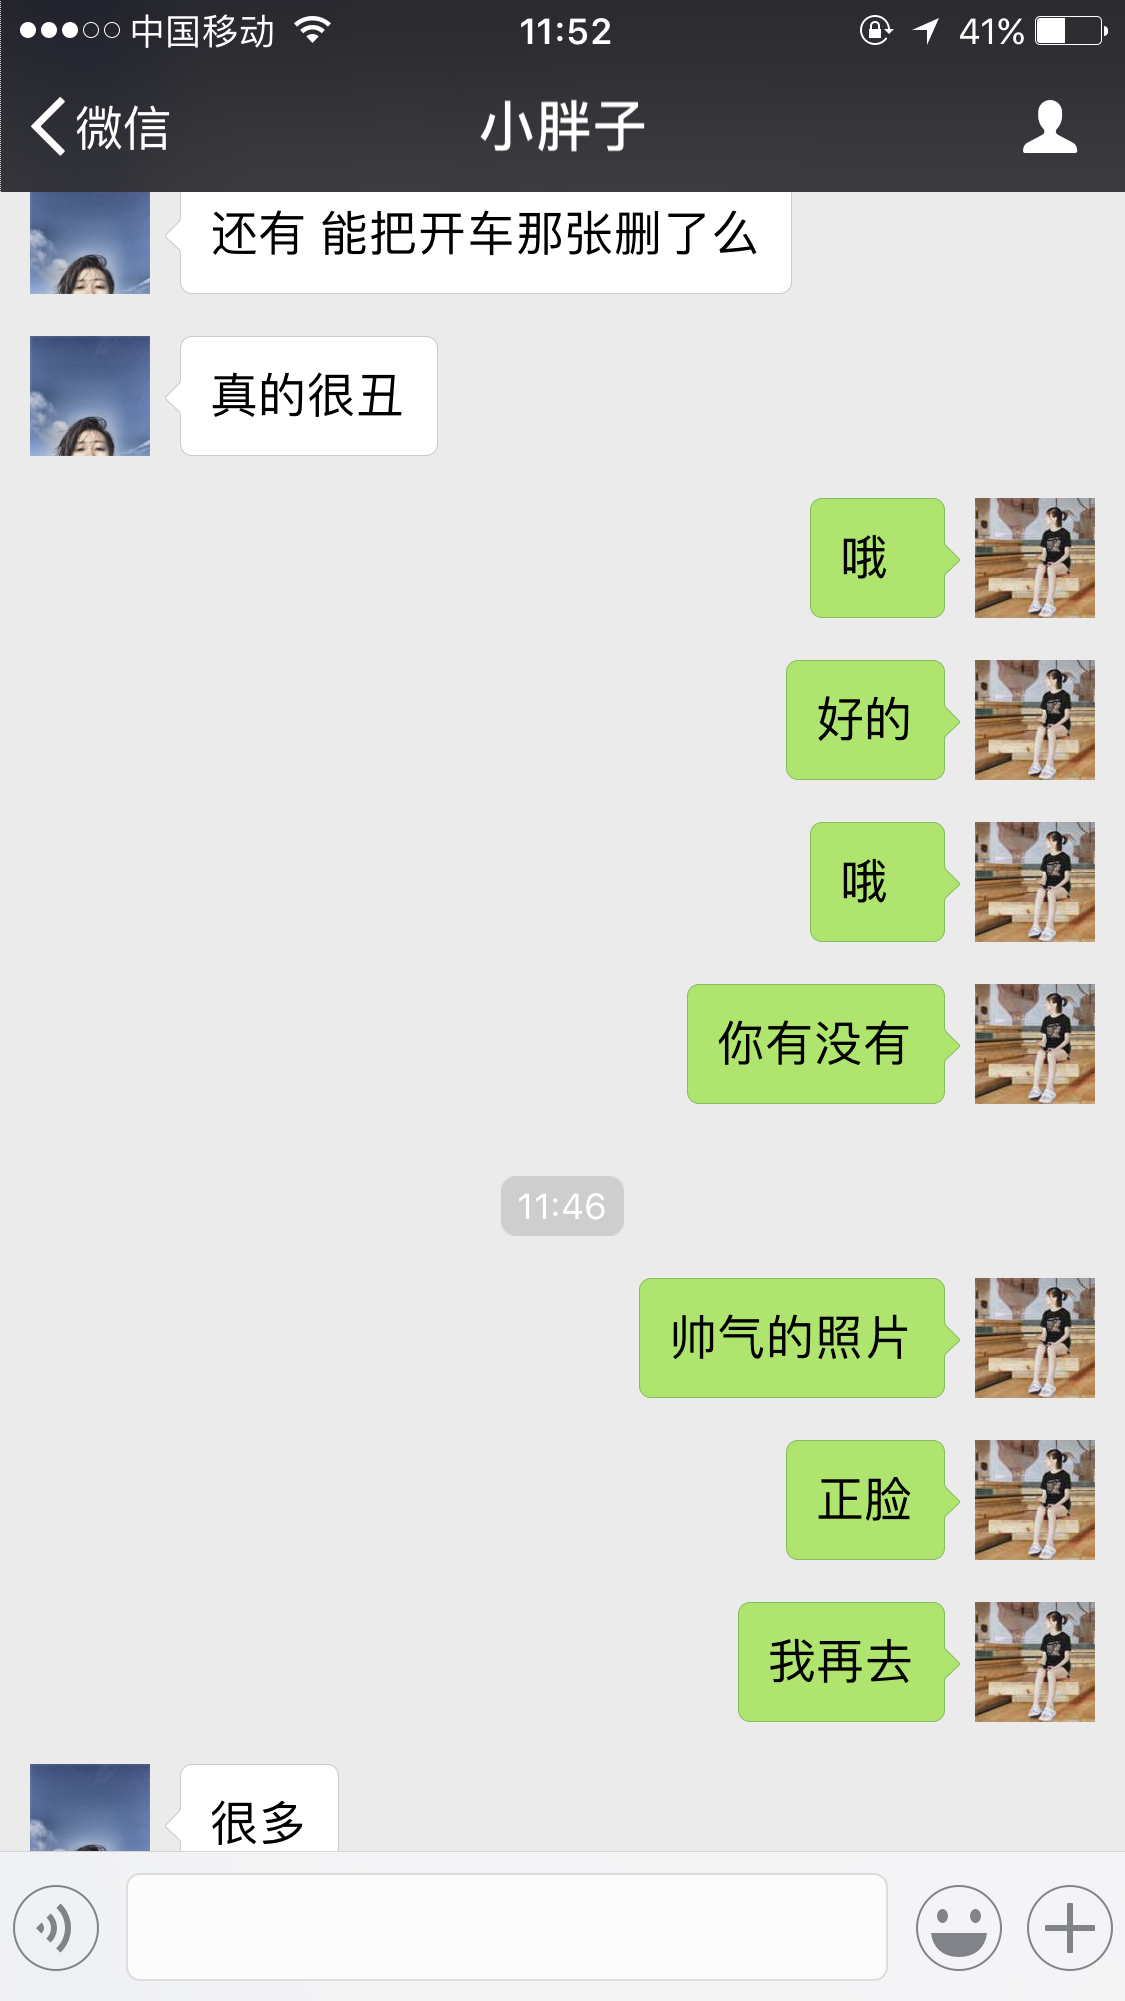 中国移动 11:52 41%
微信 小胖子
还有 能把开车那张删了么
真的很丑
哦
好的
哦
你有没有
11:46
帅气的照片
正脸
我再去
很多